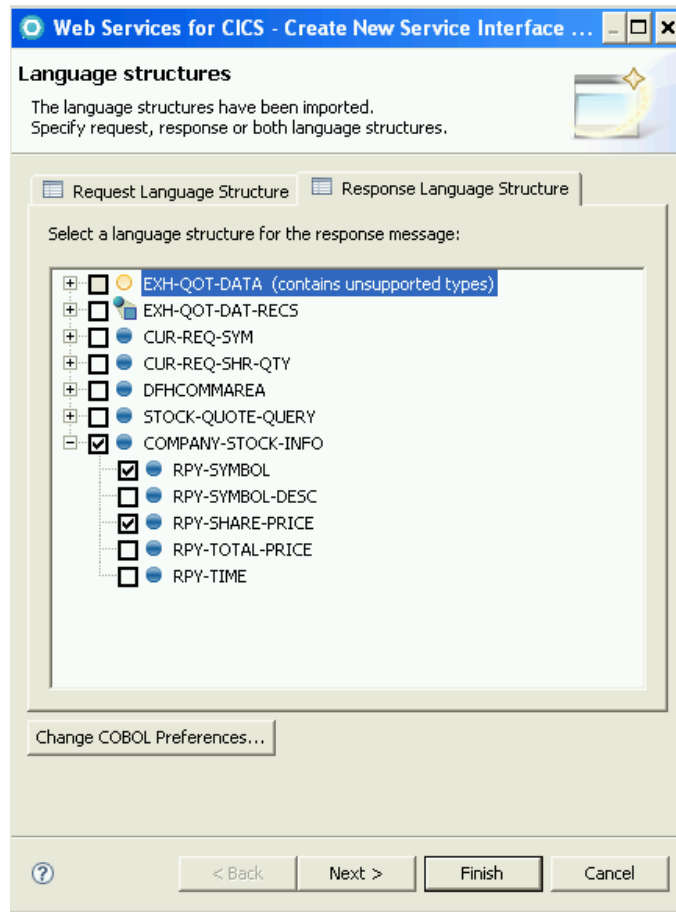 Web Services for CICS - Create New Service Interface ...
Language structures
The language structures have been imported.
Specify request, response or both language structures.
Request Language Structure
Response Language Structure
Select a language structure for the response message:
EXH-QOT-DATA (contains unsupported types)
EXH-QOT-DAT-RECS
CUR-REQ-SYM
CUR-REQ-SHR-QTY
DFHCOMMAREA
STOCK-QUOTE-QUERY
COMPANY-STOCK-INFO
RPY-SYMBOL
RPY-SYMBOL-DESC
RPY-SHARE-PRICE
RPY-TOTAL-PRICE
RPY-TIME
Change COBOL Preferences...
< Back
Next >
Finish
Cancel